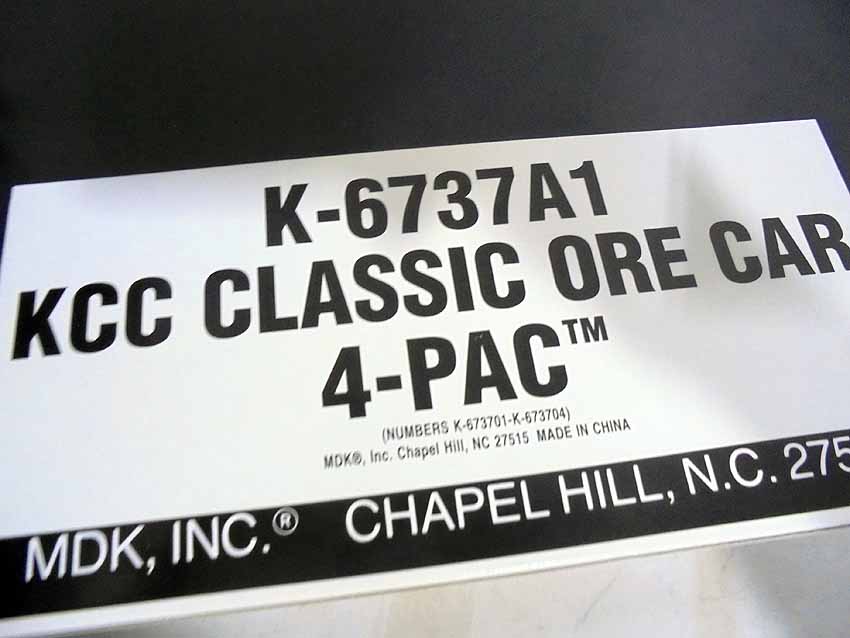 K-6737A1
KCC CLASSIC ORE CAR
4-PAC™
(NUMBERS K-673701-K-673704)
MDK®, Inc. Chapel Hill, NC 27515 MADE IN CHINA
MDK, INC.® CHAPEL HILL, N.C. 275